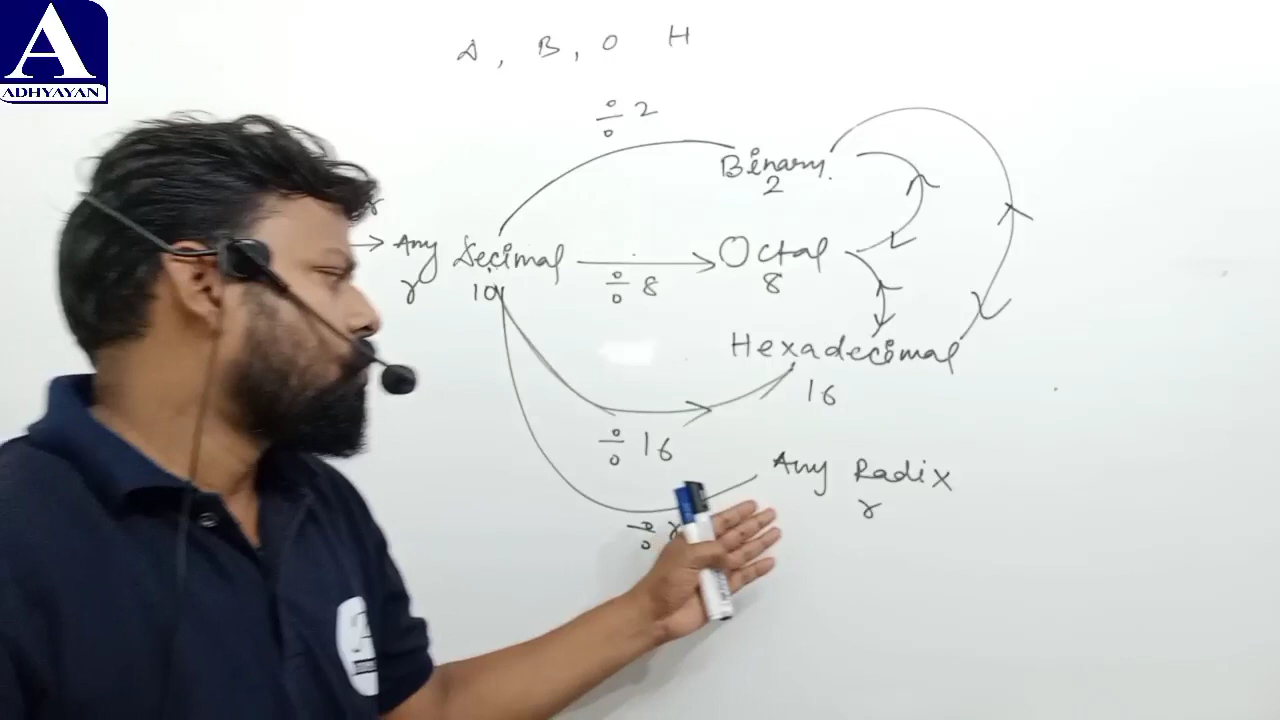 A
ADHYAYAN
D, B, O H
÷ 2
Binary.
2
→ Any Decimal
r 10
÷ 8
Octal
8
Hexadecimal
16
÷ 16
Any Radix
r
÷ r